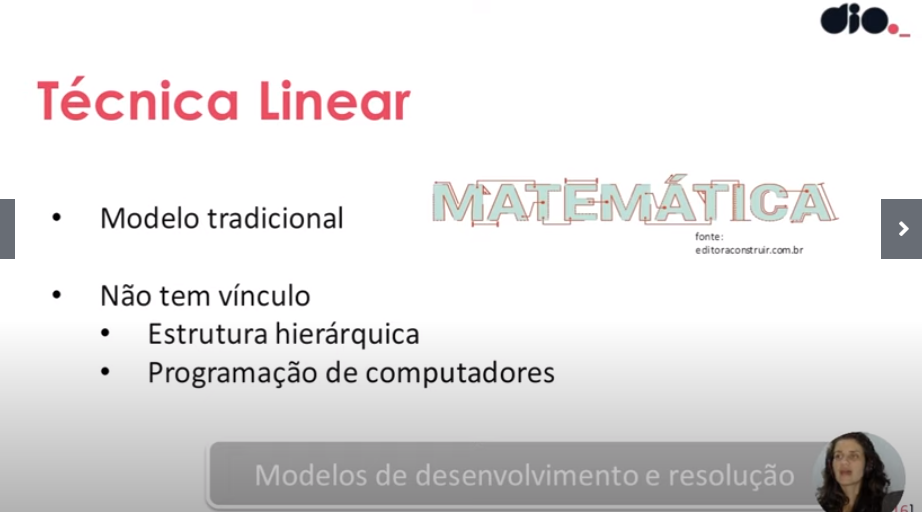 dio._
Técnica Linear
MATEMÁTICA
• Modelo tradicional
fonte:
editoraconstruir.com.br
• Não tem vínculo
• Estrutura hierárquica
• Programação de computadores
Modelos de desenvolvimento e resolução